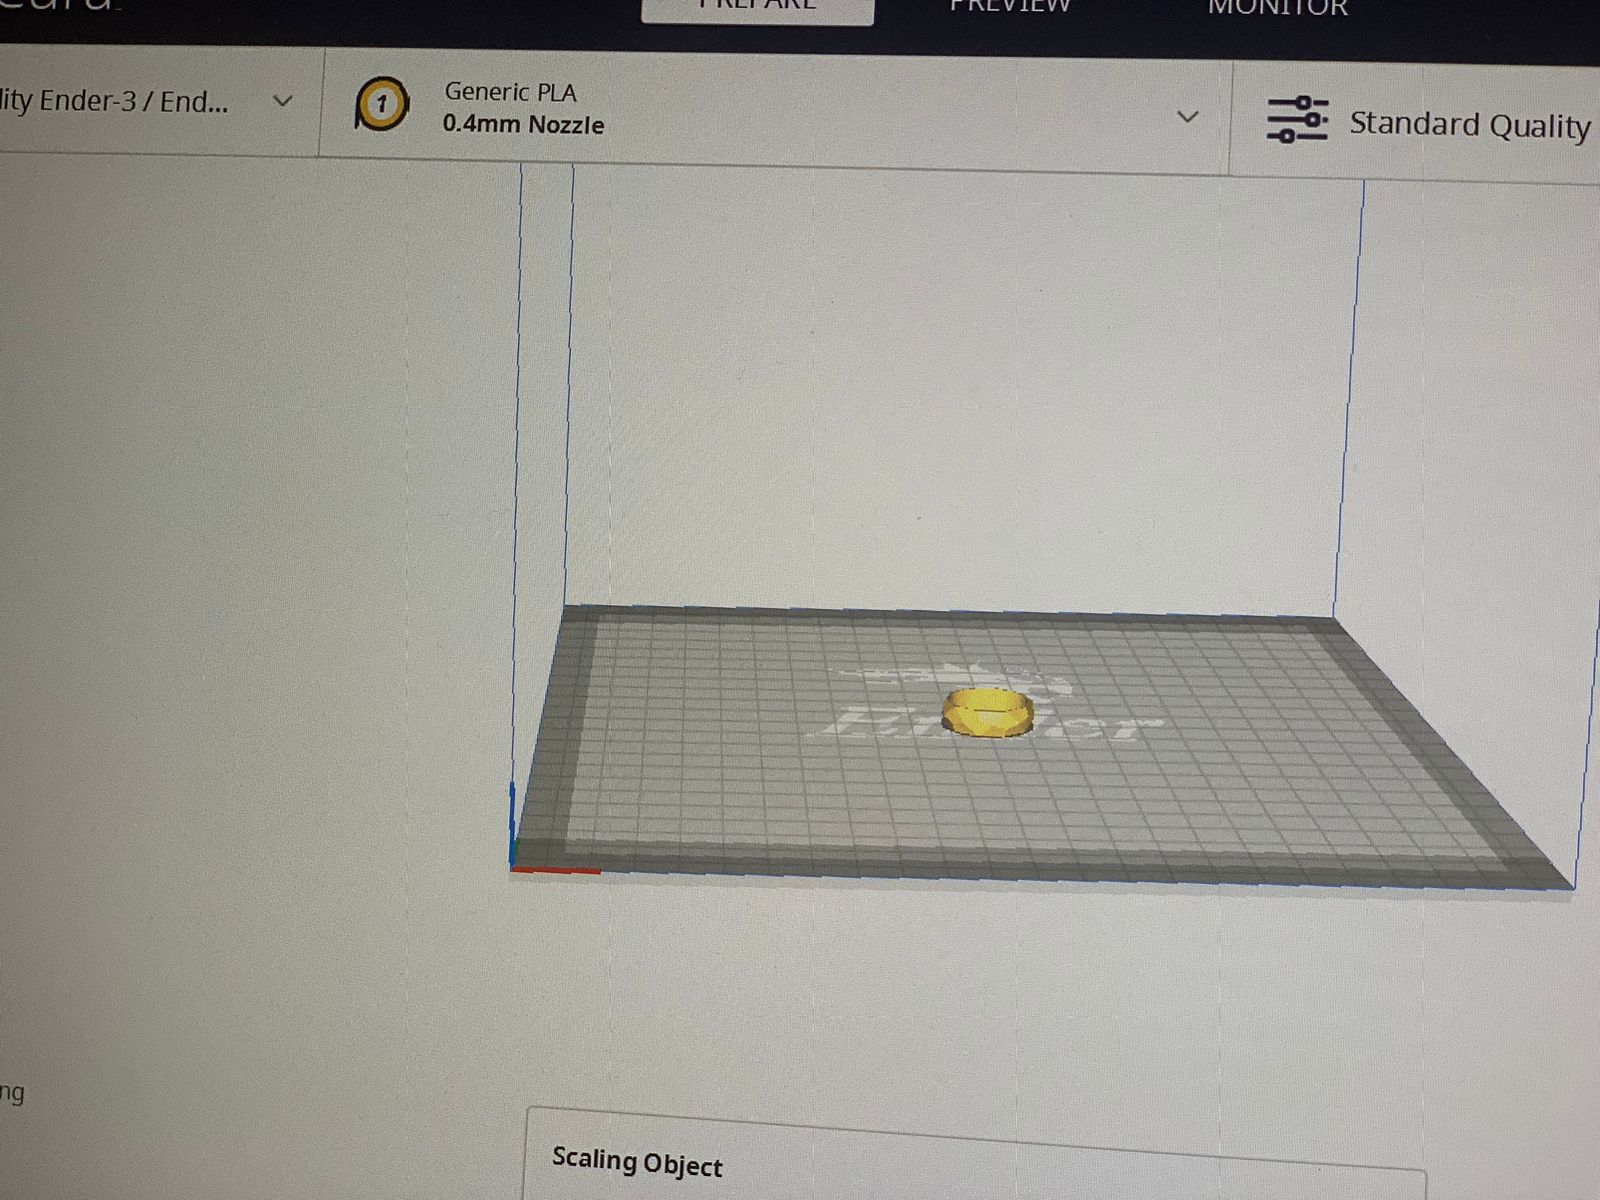 PREPARE
PREVIEW
MONITOR
lity Ender-3 / End...
1
Generic PLA
0.4mm Nozzle
Standard Quality
Ender
ng
Scaling Object